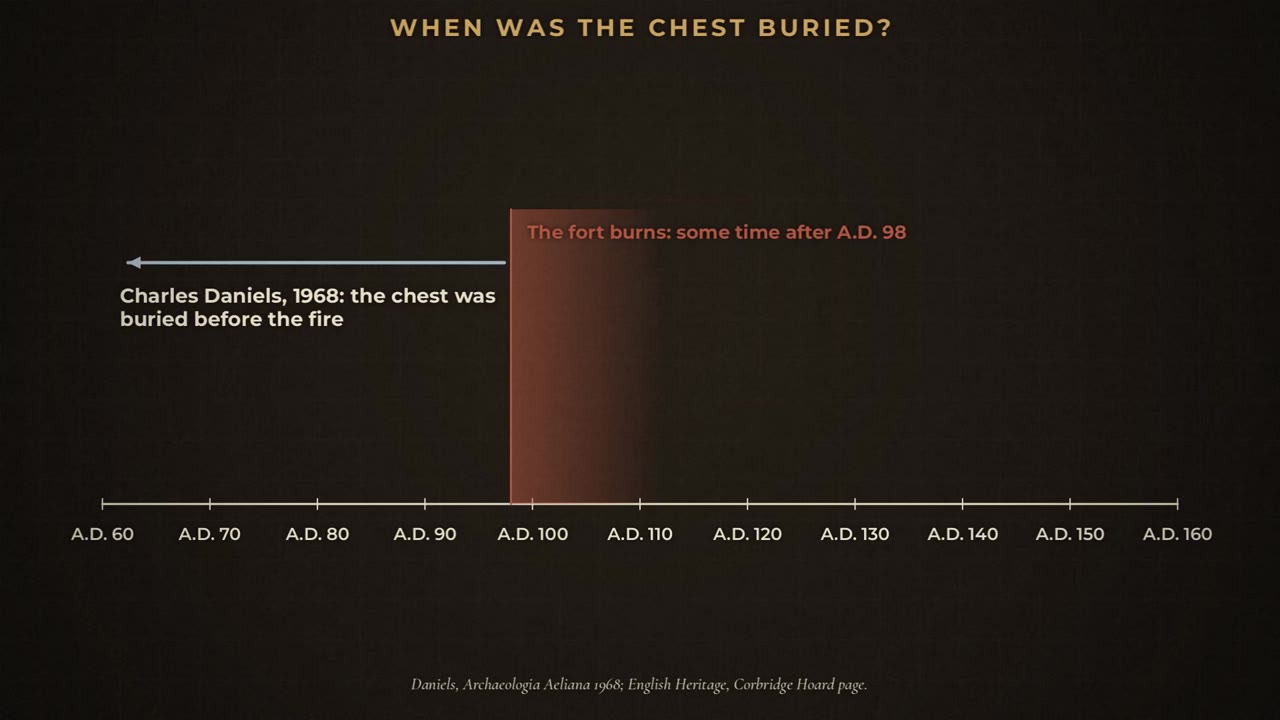 WHEN WAS THE CHEST BURIED?
The fort burns: some time after A.D. 98
Charles Daniels, 1968: the chest was
buried before the fire
A.D. 60 A.D. 70 A.D. 80 A.D. 90 A.D. 100 A.D. 110 A.D. 120 A.D. 130 A.D. 140 A.D. 150 A.D. 160
Daniels, Archaeologia Aeliana 1968; English Heritage, Corbridge Hoard page.